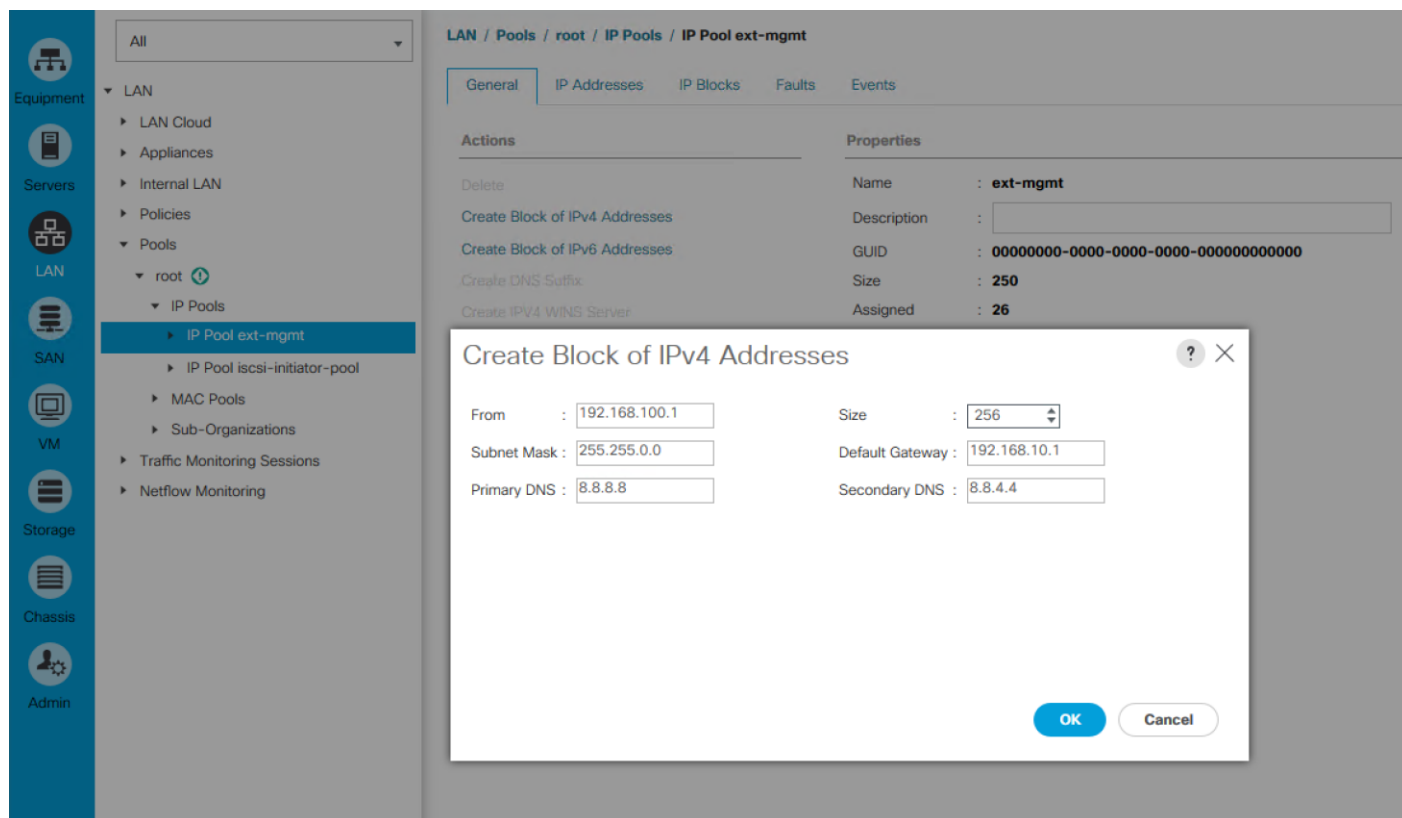 Equipment
Servers
LAN
SAN
VM
Storage
Chassis
Admin
All
LAN
LAN Cloud
Appliances
Internal LAN
Policies
Pools
root
IP Pools
IP Pool ext-mgmt
IP Pool iscsi-initiator-pool
MAC Pools
Sub-Organizations
Traffic Monitoring Sessions
Netflow Monitoring
LAN / Pools / root / IP Pools / IP Pool ext-mgmt
General IP Addresses IP Blocks Faults Events
Actions
Delete
Create Block of IPv4 Addresses
Create Block of IPv6 Addresses
Create DNS Suffix
Create IPV4 WINS Server
Properties
Name : ext-mgmt
Description :
GUID : 00000000-0000-0000-0000-000000000000
Size : 250
Assigned : 26
Create Block of IPv4 Addresses ?
From : 192.168.100.1 Size : 256
Subnet Mask : 255.255.0.0 Default Gateway : 192.168.10.1
Primary DNS : 8.8.8.8 Secondary DNS : 8.8.4.4
OK Cancel